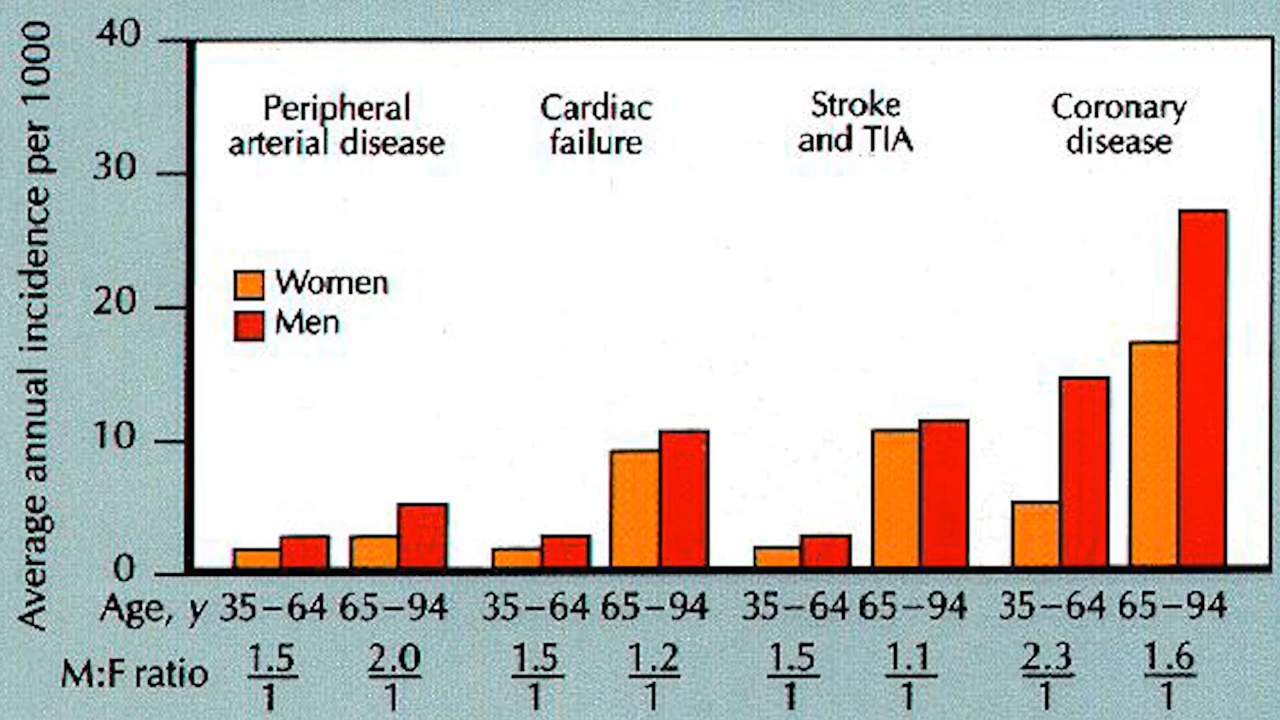 Average annual incidence per 1000
40
30
20
10
0
Peripheral
arterial disease
Cardiac
failure
Stroke
and TIA
Coronary
disease
Women
Men
Age, y 35–64 65–94 35–64 65–94 35–64 65–94 35–64 65–94
M:F ratio 1.5/1 2.0/1 1.5/1 1.2/1 1.5/1 1.1/1 2.3/1 1.6/1